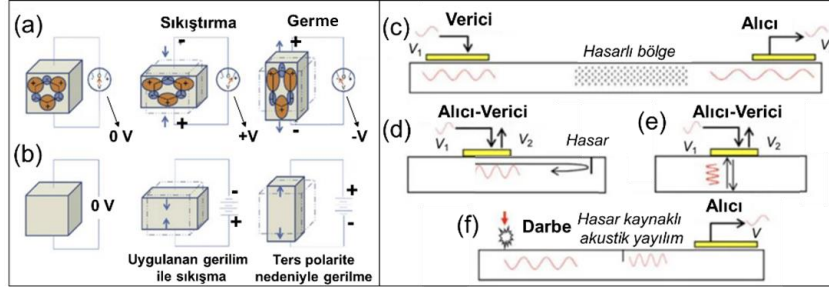 (a)
Sıkıştırma
Germe
-
+
+
-
0 V
+V
-V
(b)
0 V
-
+
+
-
Uygulanan gerilim
ile sıkışma
Ters polarite
nedeniyle gerilme
(c)
Verici
Alıcı
V1
Hasarlı bölge
V
(d)
Alıcı-Verici
V1
V2
Hasar
(e)
Alıcı-Verici
V1
V2
(f)
Darbe
Hasar kaynaklı
akustik yayılım
Alıcı
V